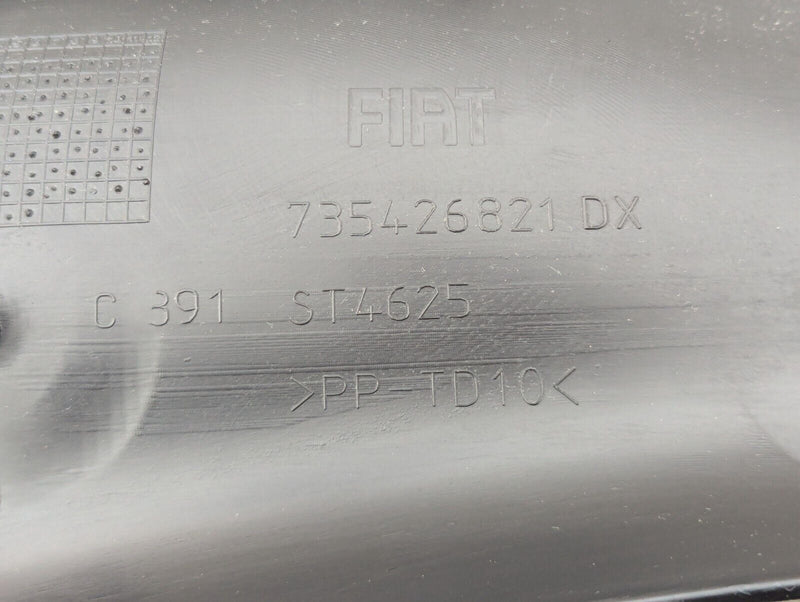 FIAT
735426821 DX
C 391 ST4625
>PP-TD10<